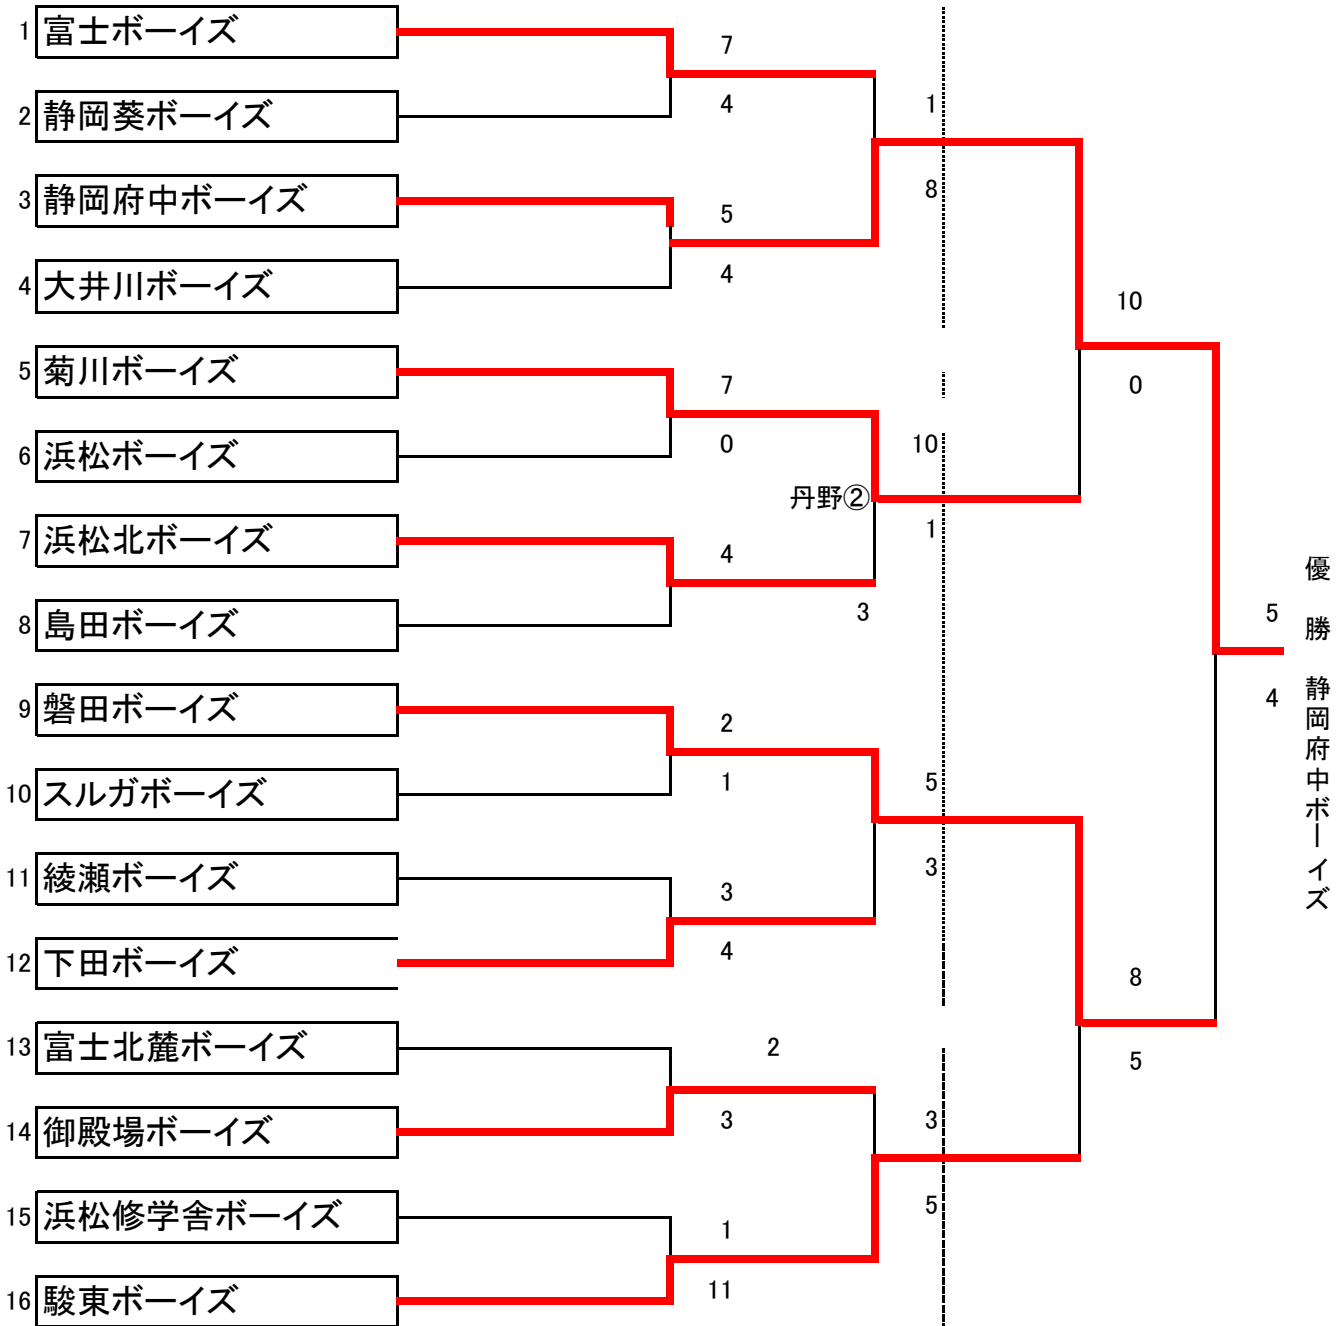 1 富士ボーイズ
7
2 静岡葵ボーイズ
4
1
3 静岡府中ボーイズ
5
8
4 大井川ボーイズ
4
10
5 菊川ボーイズ
7
0
6 浜松ボーイズ
0
10
丹野②
1
7 浜松北ボーイズ
4
8 島田ボーイズ
3
9 磐田ボーイズ
2
10 スルガボーイズ
1
5
11 綾瀬ボーイズ
3
3
12 下田ボーイズ
4
8
13 富士北麓ボーイズ
2
5
14 御殿場ボーイズ
3
3
15 浜松修学舎ボーイズ
1
5
16 駿東ボーイズ
11
5
4
優 勝 静岡府中ボーイズ